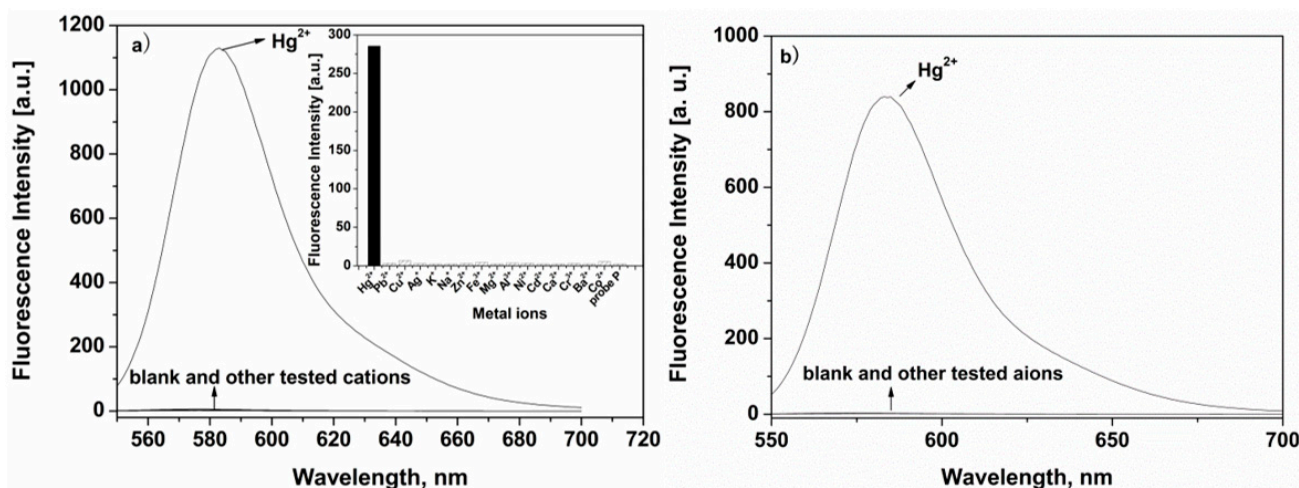 a)
Hg2+
Fluorescence Intensity [a.u.]
1200
1000
800
600
400
200
0
560 580 600 620 640 660 680 700 720
Wavelength, nm
blank and other tested cations
Fluorescence Intensity [a.u.]
300
250
200
150
100
50
0
Hg2+ Pb2+ Cu2+ Ag+ K+ Na+ Zn2+ Fe3+ Mg2+ Al3+ Ni2+ Cd2+ Ca2+ Cr3+ Ba2+ Co2+ probe P
Metal ions
b)
Hg2+
Fluorescence Intensity [a. u.]
1000
800
600
400
200
0
550 600 650 700
Wavelength, nm
blank and other tested aions